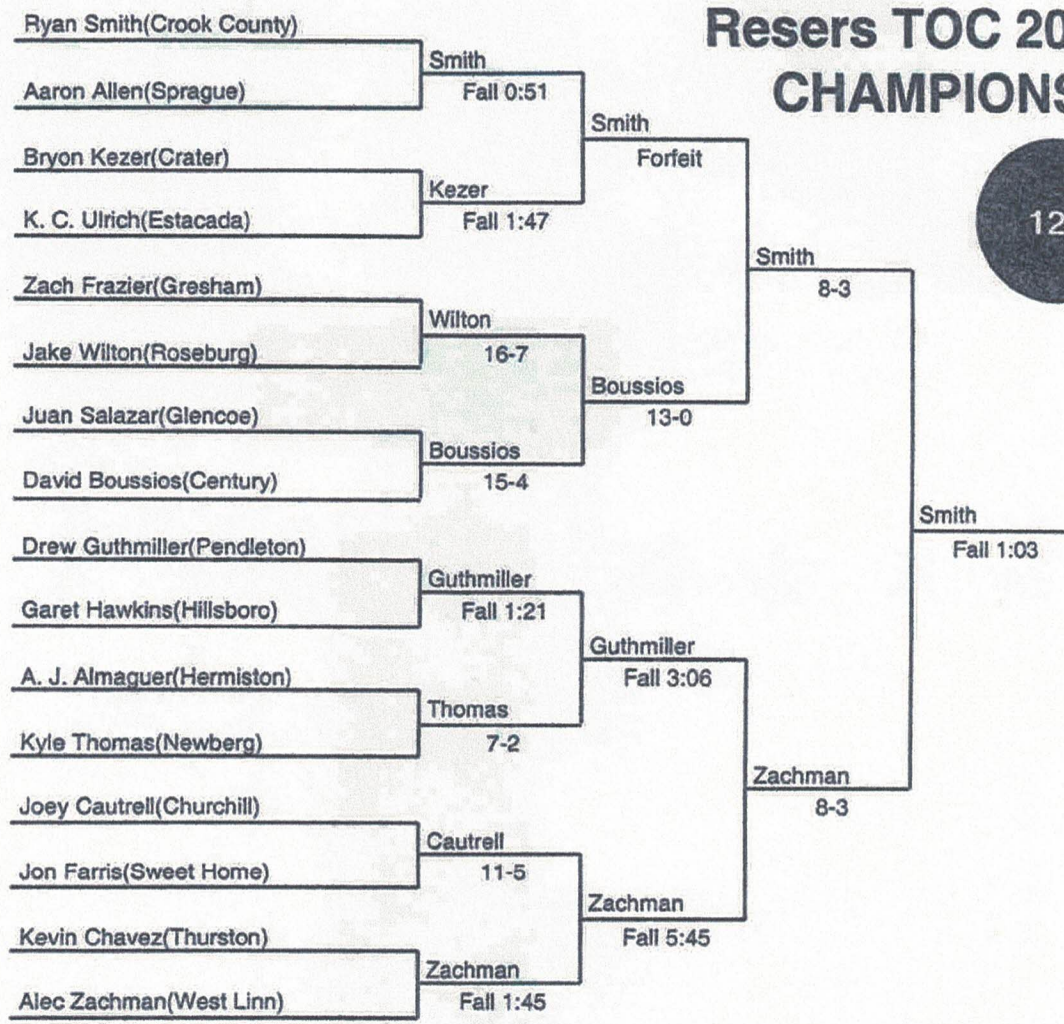 Resers TOC 20
CHAMPIONS
12
Ryan Smith(Crook County)
Aaron Allen(Sprague)
Bryon Kezer(Crater)
K. C. Ulrich(Estacada)
Zach Frazier(Gresham)
Jake Wilton(Roseburg)
Juan Salazar(Glencoe)
David Boussios(Century)
Drew Guthmiller(Pendleton)
Garet Hawkins(Hillsboro)
A. J. Almaguer(Hermiston)
Kyle Thomas(Newberg)
Joey Cautrell(Churchill)
Jon Farris(Sweet Home)
Kevin Chavez(Thurston)
Alec Zachman(West Linn)
Smith
Fall 0:51
Kezer
Fall 1:47
Wilton
16-7
Boussios
15-4
Guthmiller
Fall 1:21
Thomas
7-2
Cautrell
11-5
Zachman
Fall 1:45
Smith
Forfeit
Boussios
13-0
Guthmiller
Fall 3:06
Zachman
Fall 5:45
Smith
8-3
Zachman
8-3
Smith
Fall 1:03